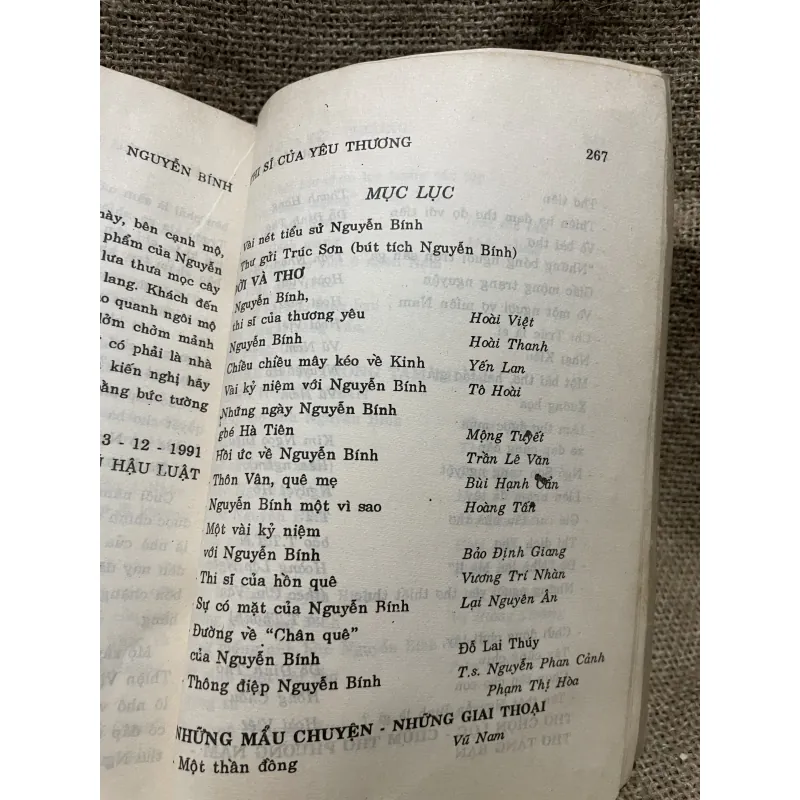 NGUYỄN BÍNH
này, bên cạnh mộ,
phẩm của Nguyễn
lưa thưa mọc cây
lang. Khách đến
quanh ngôi mộ
lởm chởm mảnh
có phải là nhà
kiến nghị hãy
bằng bức tường
3 - 12 - 1991
HẬU LUẬT
THI SĨ CỦA YÊU THƯƠNG 267
MỤC LỤC
Vài nét tiểu sử Nguyễn Bính
Thư gửi Trúc Sơn (bút tích Nguyễn Bính)
ĐỜI VÀ THƠ
Nguyễn Bính,
thi sĩ của thương yêu Hoài Việt
Nguyễn Bính Hoài Thanh
Chiều chiều mây kéo về Kinh Yến Lan
Vài kỷ niệm với Nguyễn Bính Tô Hoài
Những ngày Nguyễn Bính
ghé Hà Tiên Mộng Tuyết
Hồi ức về Nguyễn Bính Trần Lê Văn
Thôn Vân, quê mẹ Bùi Hạnh Cẩn
Nguyễn Bính một vì sao Hoàng Tấn
Một vài kỷ niệm
với Nguyễn Bính Bảo Định Giang
Thi sĩ của hồn quê Vương Trí Nhàn
Sự có mặt của Nguyễn Bính Lại Nguyên Ân
Đường về "Chân quê"
của Nguyễn Bính Đỗ Lai Thúy
Thông điệp Nguyễn Bính T.s. Nguyễn Phan Cảnh
Phạm Thị Hòa
NHỮNG MẨU CHUYỆN - NHỮNG GIAI THOẠI
Một thần đồng Vũ Nam